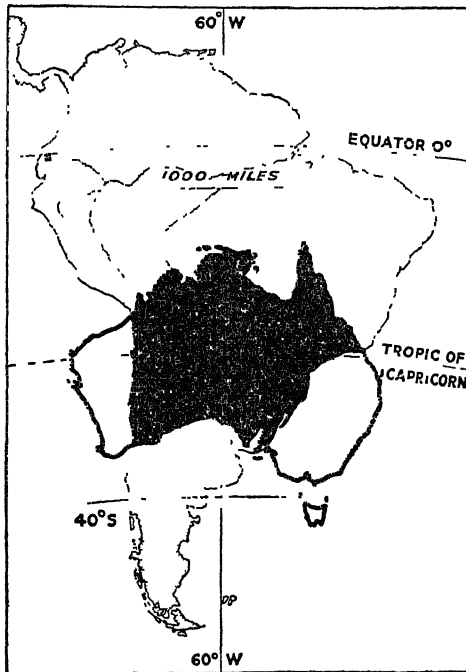 60° W
EQUATOR 0°
1000 MILES
TROPIC OF
CAPRICORN
40°S
60° W